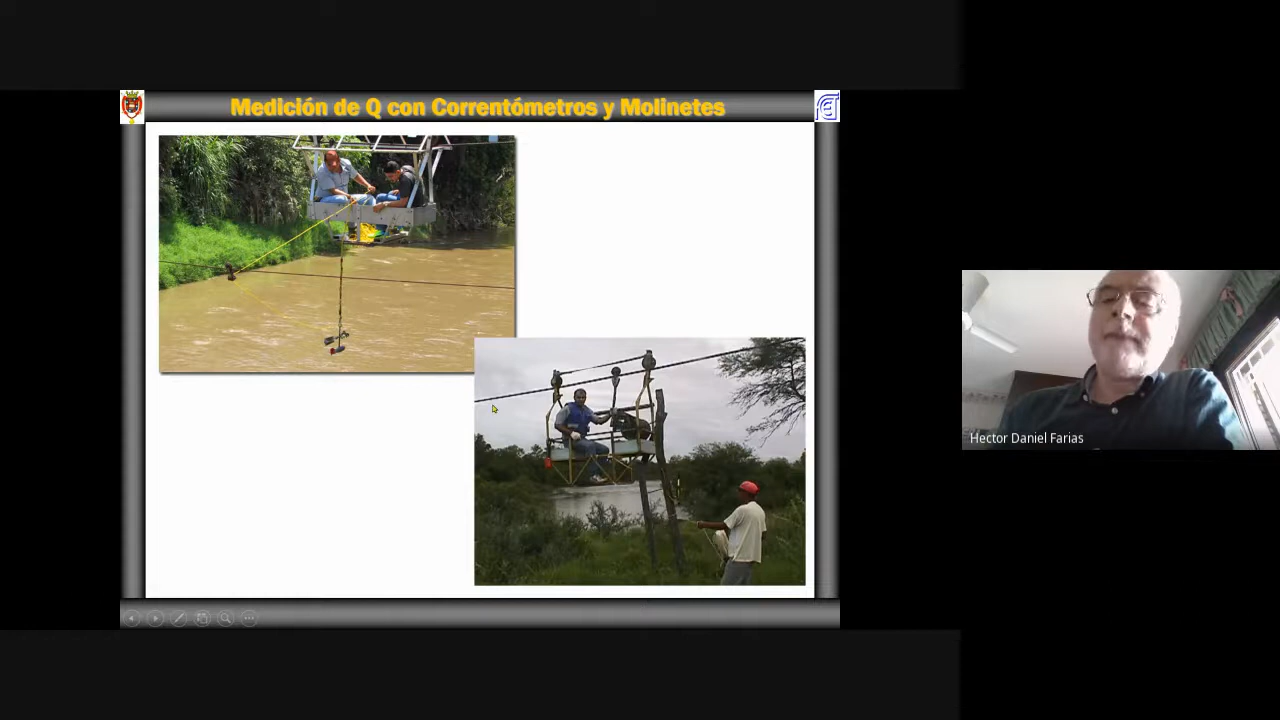 Medición de Q con Correntómetros y Molinetes
Hector Daniel Farias